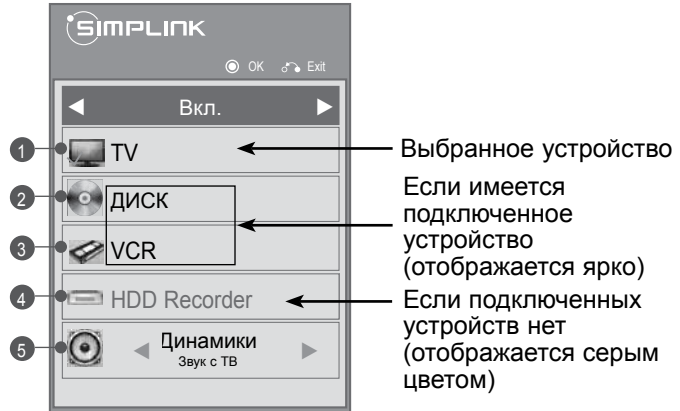 SIMPLINK
OK Exit
Вкл.
1 TV
2 ДИСК
3 VCR
4 HDD Recorder
5 Динамики
Звук с ТВ
Выбранное устройство
Если имеется
подключенное
устройство
(отображается ярко)
Если подключенных
устройств нет
(отображается серым
цветом)